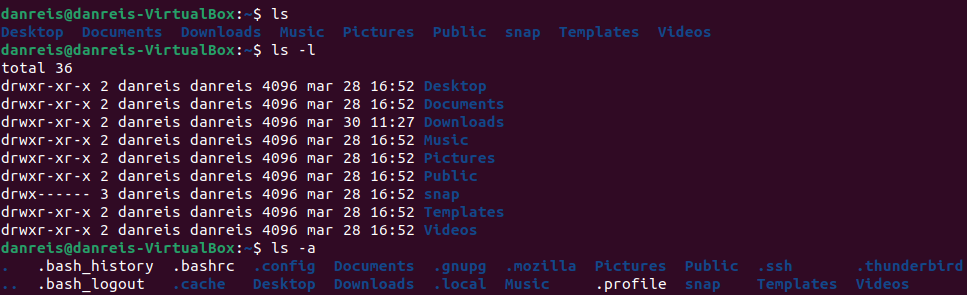 danreis@danreis-VirtualBox:~$ ls
Desktop Documents Downloads Music Pictures Public snap Templates Videos
danreis@danreis-VirtualBox:~$ ls -l
total 36
drwxr-xr-x 2 danreis danreis 4096 mar 28 16:52 Desktop
drwxr-xr-x 2 danreis danreis 4096 mar 28 16:52 Documents
drwxr-xr-x 2 danreis danreis 4096 mar 30 11:27 Downloads
drwxr-xr-x 2 danreis danreis 4096 mar 28 16:52 Music
drwxr-xr-x 2 danreis danreis 4096 mar 28 16:52 Pictures
drwxr-xr-x 2 danreis danreis 4096 mar 28 16:52 Public
drwx------ 3 danreis danreis 4096 mar 28 16:52 snap
drwxr-xr-x 2 danreis danreis 4096 mar 28 16:52 Templates
drwxr-xr-x 2 danreis danreis 4096 mar 28 16:52 Videos
danreis@danreis-VirtualBox:~$ ls -a
. .bash_history .bashrc .config Documents .gnupg .mozilla Pictures Public .ssh .thunderbird
.. .bash_logout .cache Desktop Downloads .local Music .profile snap Templates Videos